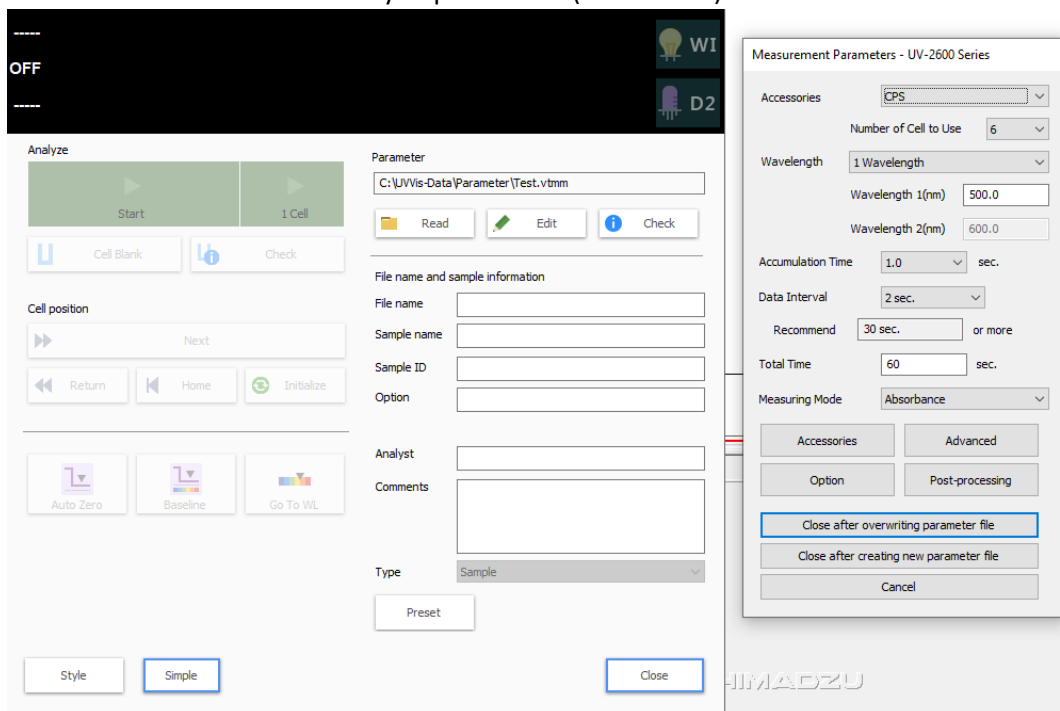 -----
OFF
-----
WI
D2
Analyze
Start
1 Cell
Cell Blank
Check
Cell position
Next
Return
Home
Initialize
Auto Zero
Baseline
Go To WL
Style
Simple
Parameter
C:\UVVis-Data\Parameter\Test.vtmm
Read
Edit
Check
File name and sample information
File name
Sample name
Sample ID
Option
Analyst
Comments
Type
Sample
Preset
Close
Measurement Parameters - UV-2600 Series
Accessories
CPS
Number of Cell to Use
6
Wavelength
1 Wavelength
Wavelength 1(nm)
500.0
Wavelength 2(nm)
600.0
Accumulation Time
1.0
sec.
Data Interval
2 sec.
Recommend
30 sec.
or more
Total Time
60
sec.
Measuring Mode
Absorbance
Accessories
Advanced
Option
Post-processing
Close after overwriting parameter file
Close after creating new parameter file
Cancel
HIMADZU